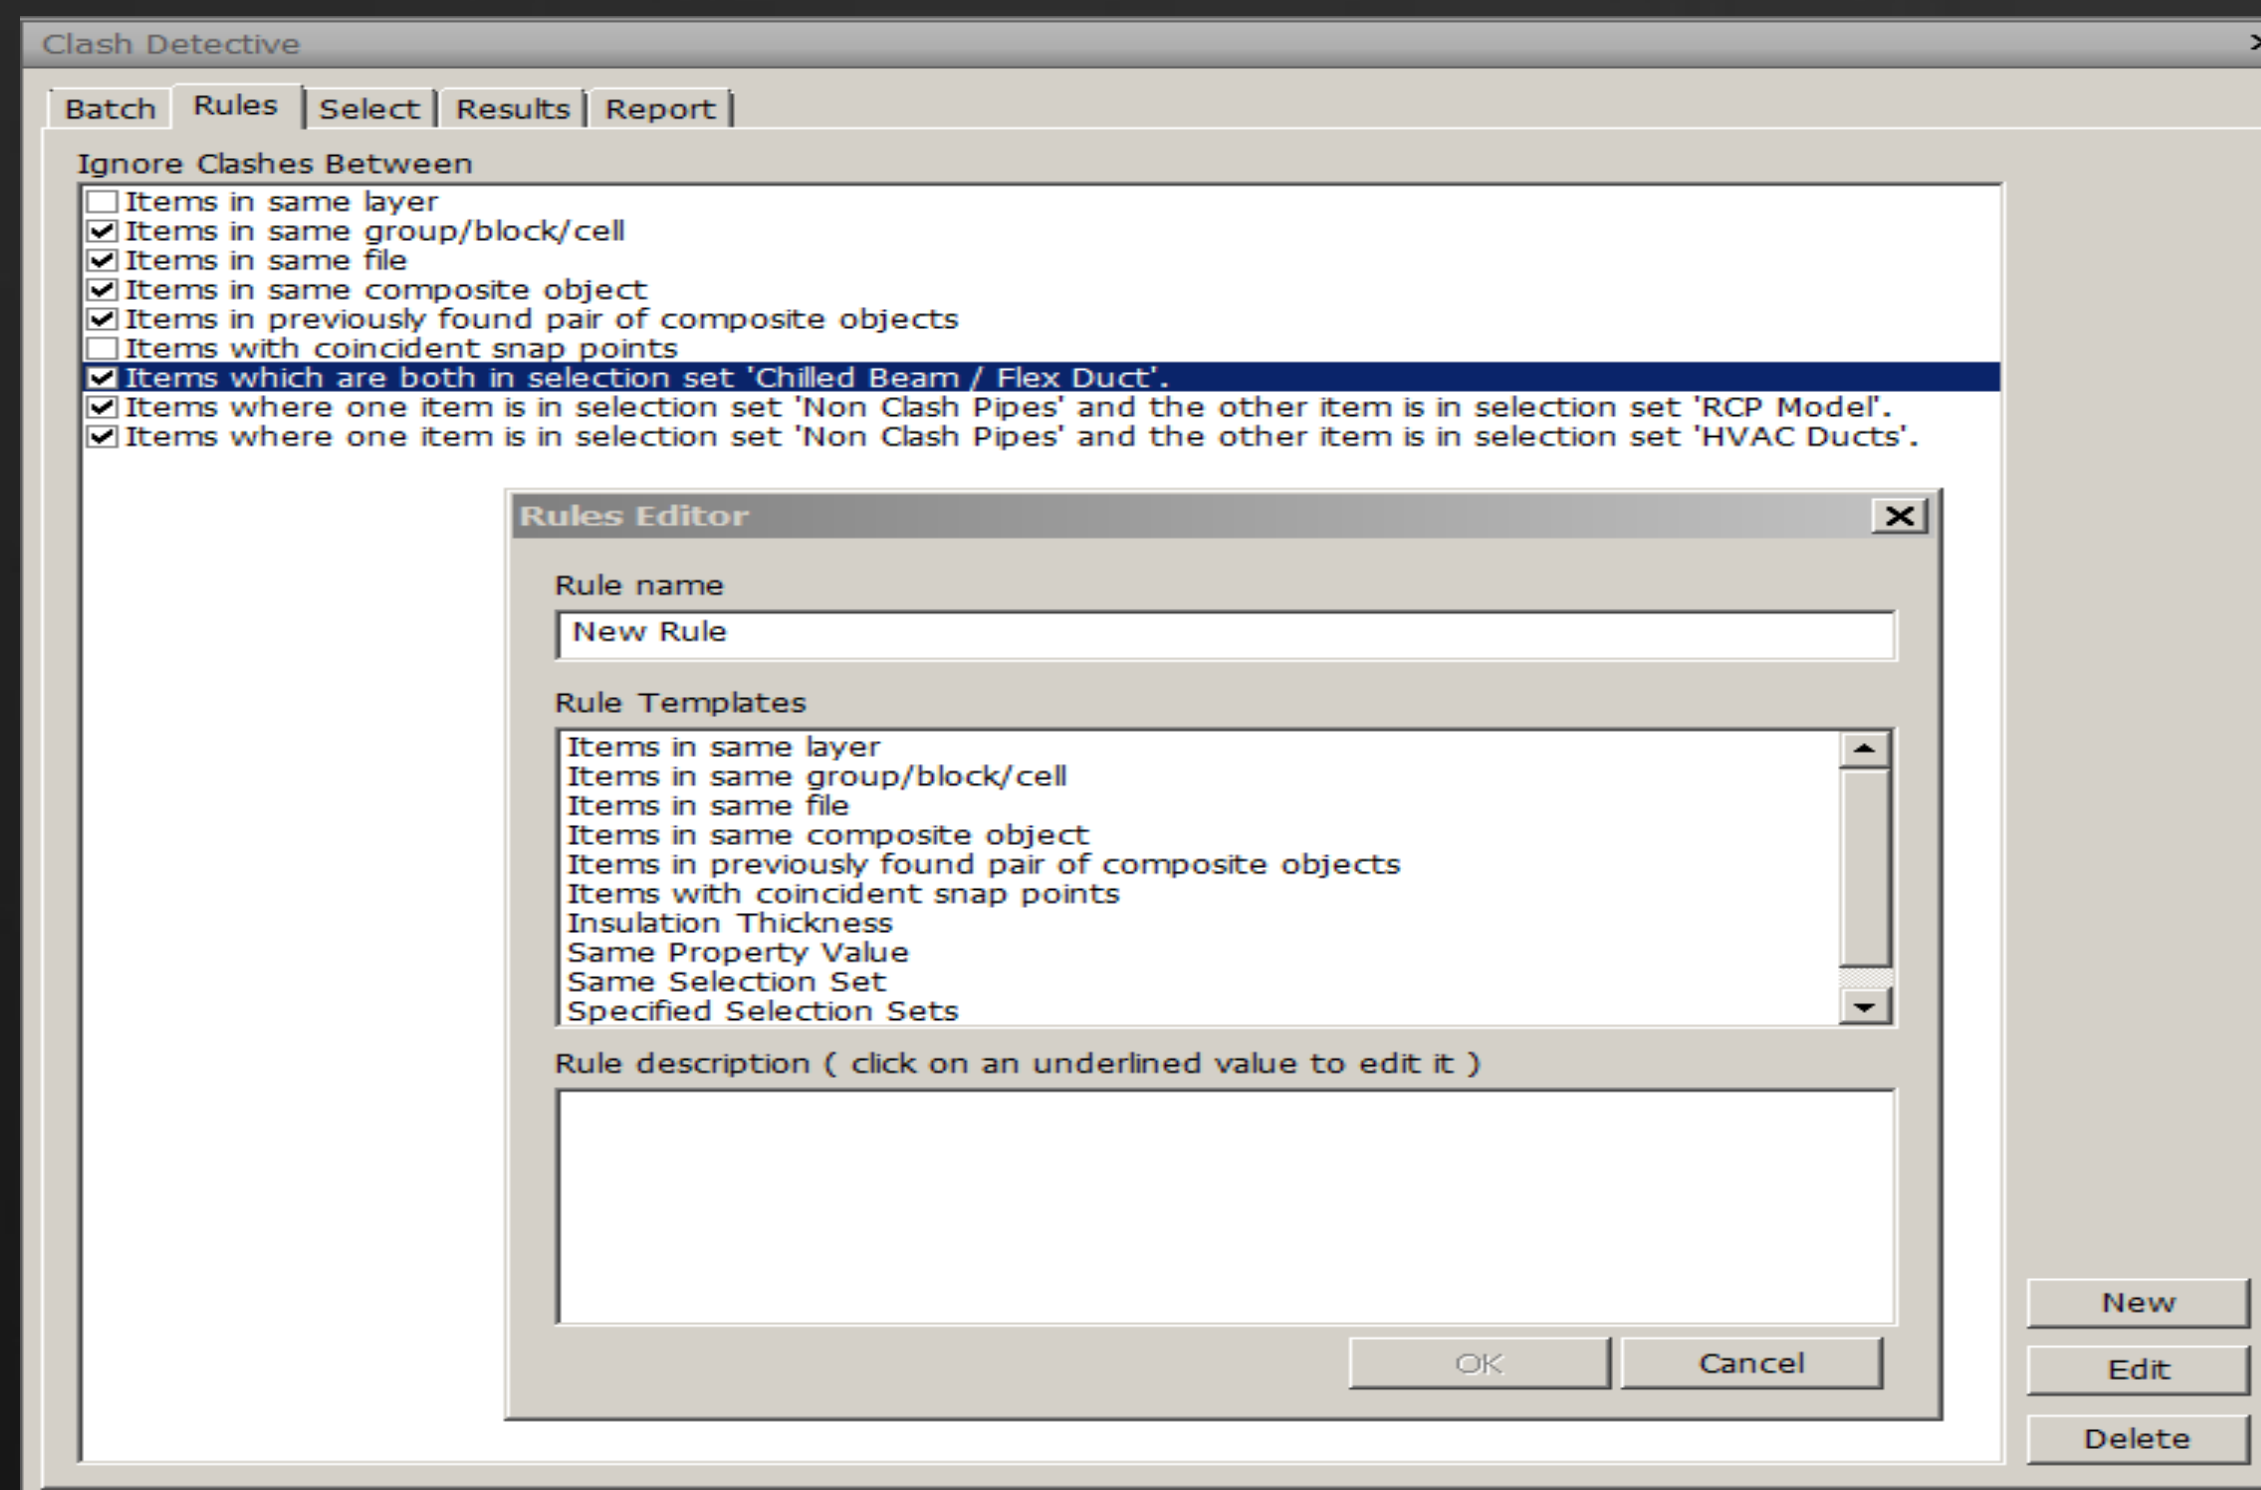 Clash Detective
Batch Rules Select Results Report
Ignore Clashes Between
Items in same layer
Items in same group/block/cell
Items in same file
Items in same composite object
Items in previously found pair of composite objects
Items with coincident snap points
Items which are both in selection set 'Chilled Beam / Flex Duct'.
Items where one item is in selection set 'Non Clash Pipes' and the other item is in selection set 'RCP Model'.
Items where one item is in selection set 'Non Clash Pipes' and the other item is in selection set 'HVAC Ducts'.
Rules Editor
Rule name
New Rule
Rule Templates
Items in same layer
Items in same group/block/cell
Items in same file
Items in same composite object
Items in previously found pair of composite objects
Items with coincident snap points
Insulation Thickness
Same Property Value
Same Selection Set
Specified Selection Sets
Rule description ( click on an underlined value to edit it )
OK Cancel
New
Edit
Delete